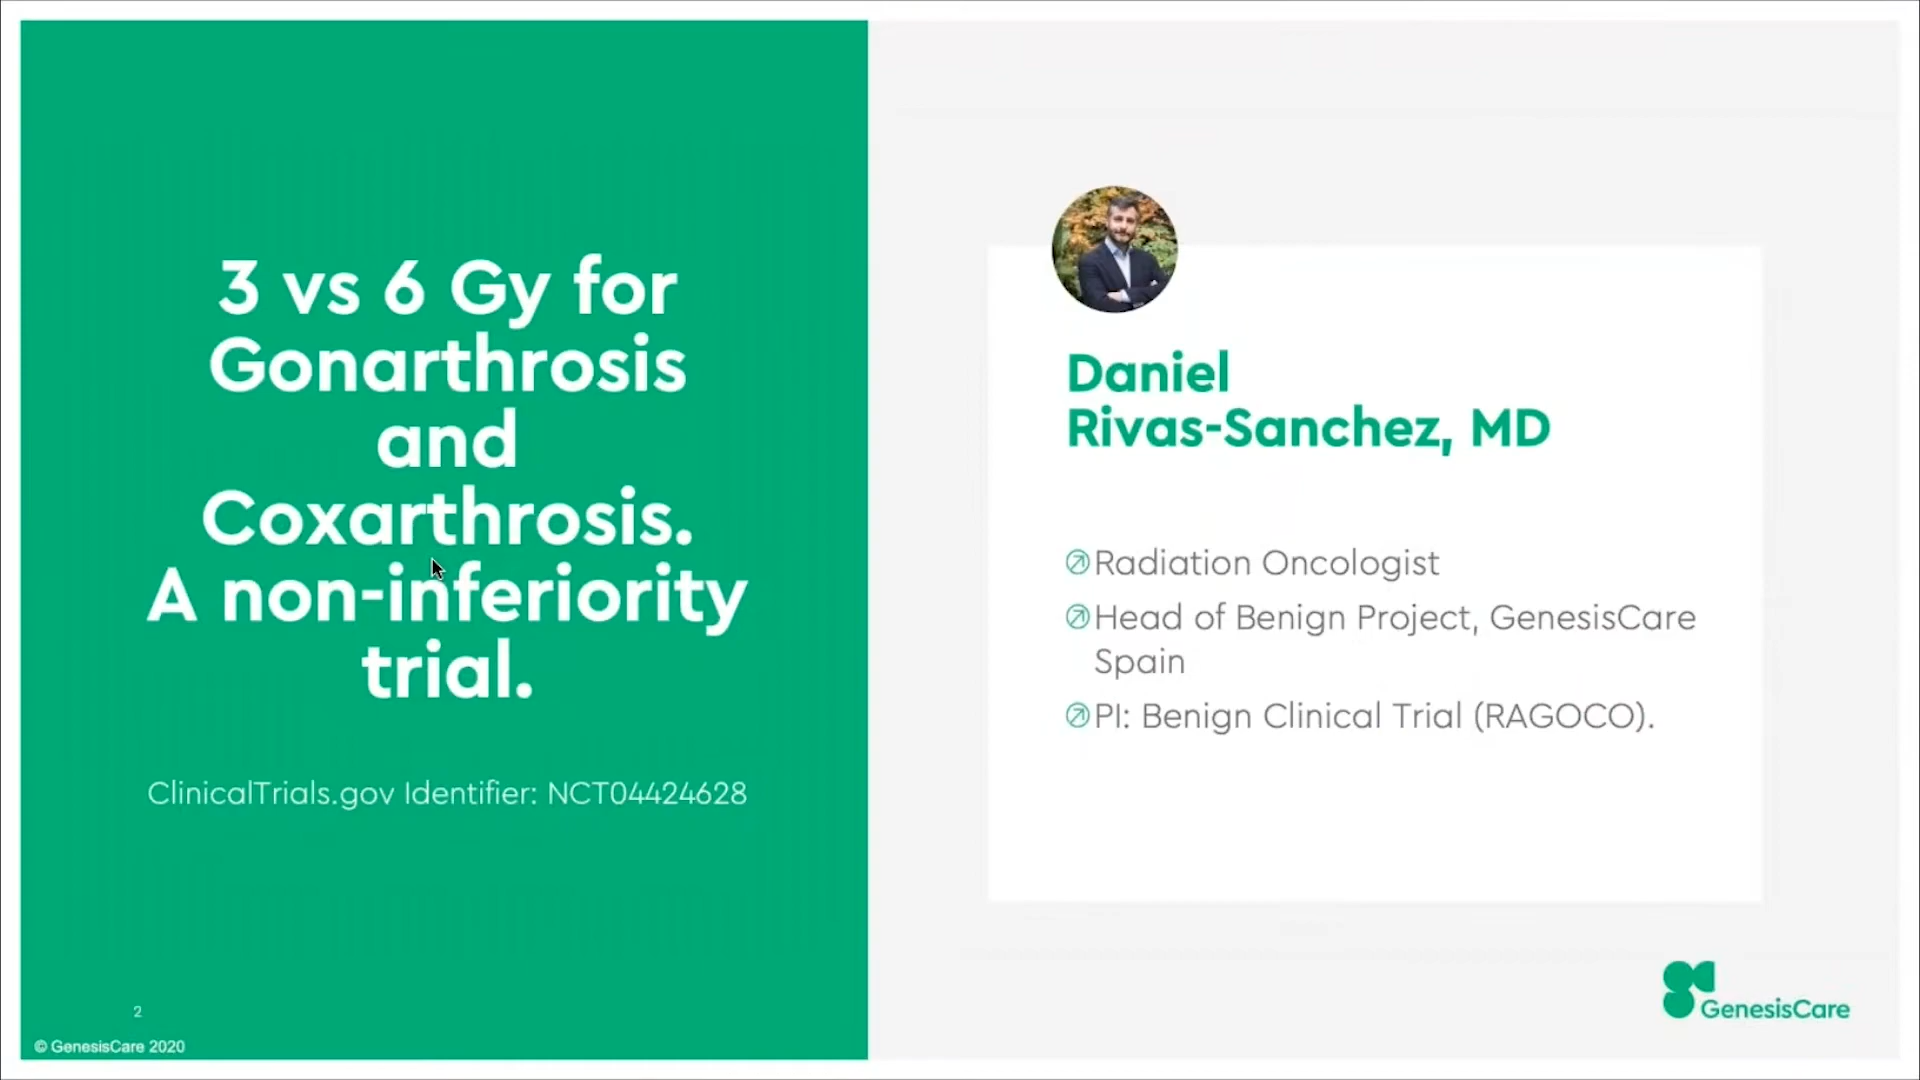 3 vs 6 Gy for
Gonarthrosis
and
Coxarthrosis.
A non-inferiority
trial.
ClinicalTrials.gov Identifier: NCT04424628
2
© GenesisCare 2020
Daniel
Rivas-Sanchez, MD
Radiation Oncologist
Head of Benign Project, GenesisCare
Spain
PI: Benign Clinical Trial (RAGOCO).
GenesisCare